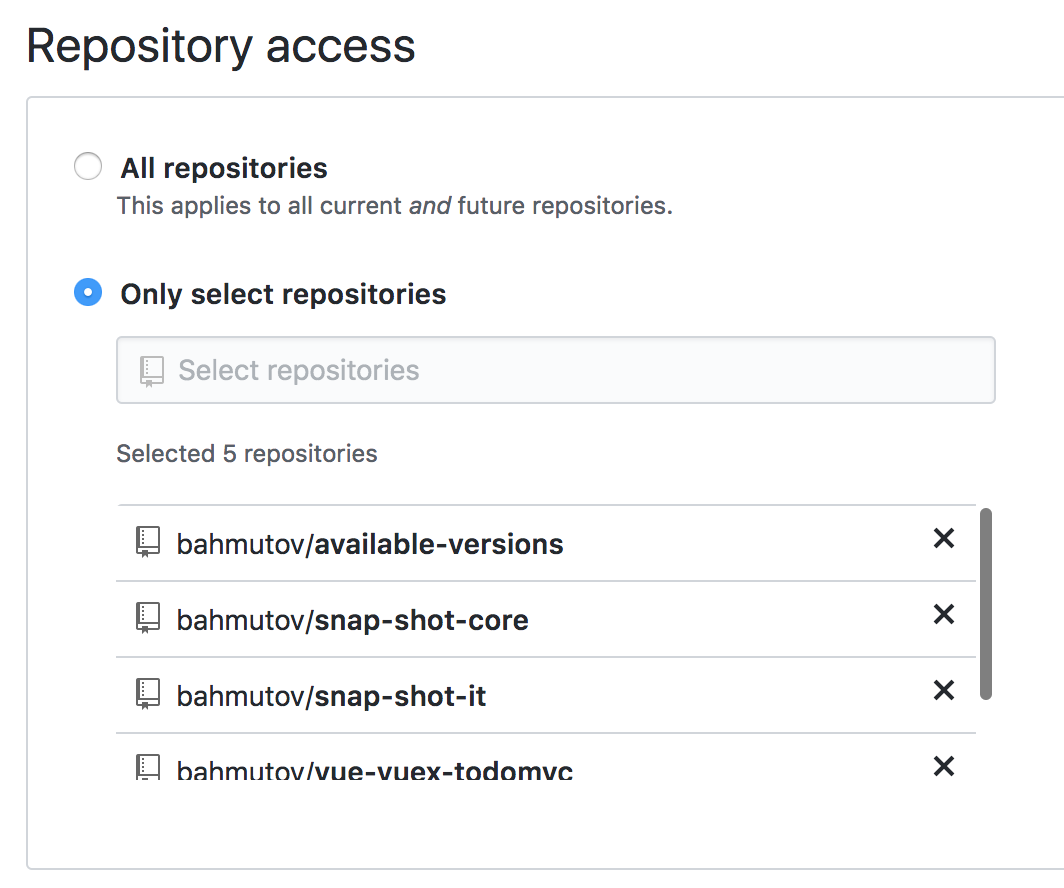 Repository access
All repositories
This applies to all current and future repositories.
Only select repositories
Select repositories
Selected 5 repositories
bahmutov/available-versions
bahmutov/snap-shot-core
bahmutov/snap-shot-it
bahmutov/vue-vuex-todomvc